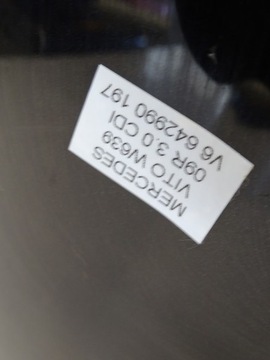 MERCEDES
VITO W639
09R 3.0 CDI
V6 642990 197